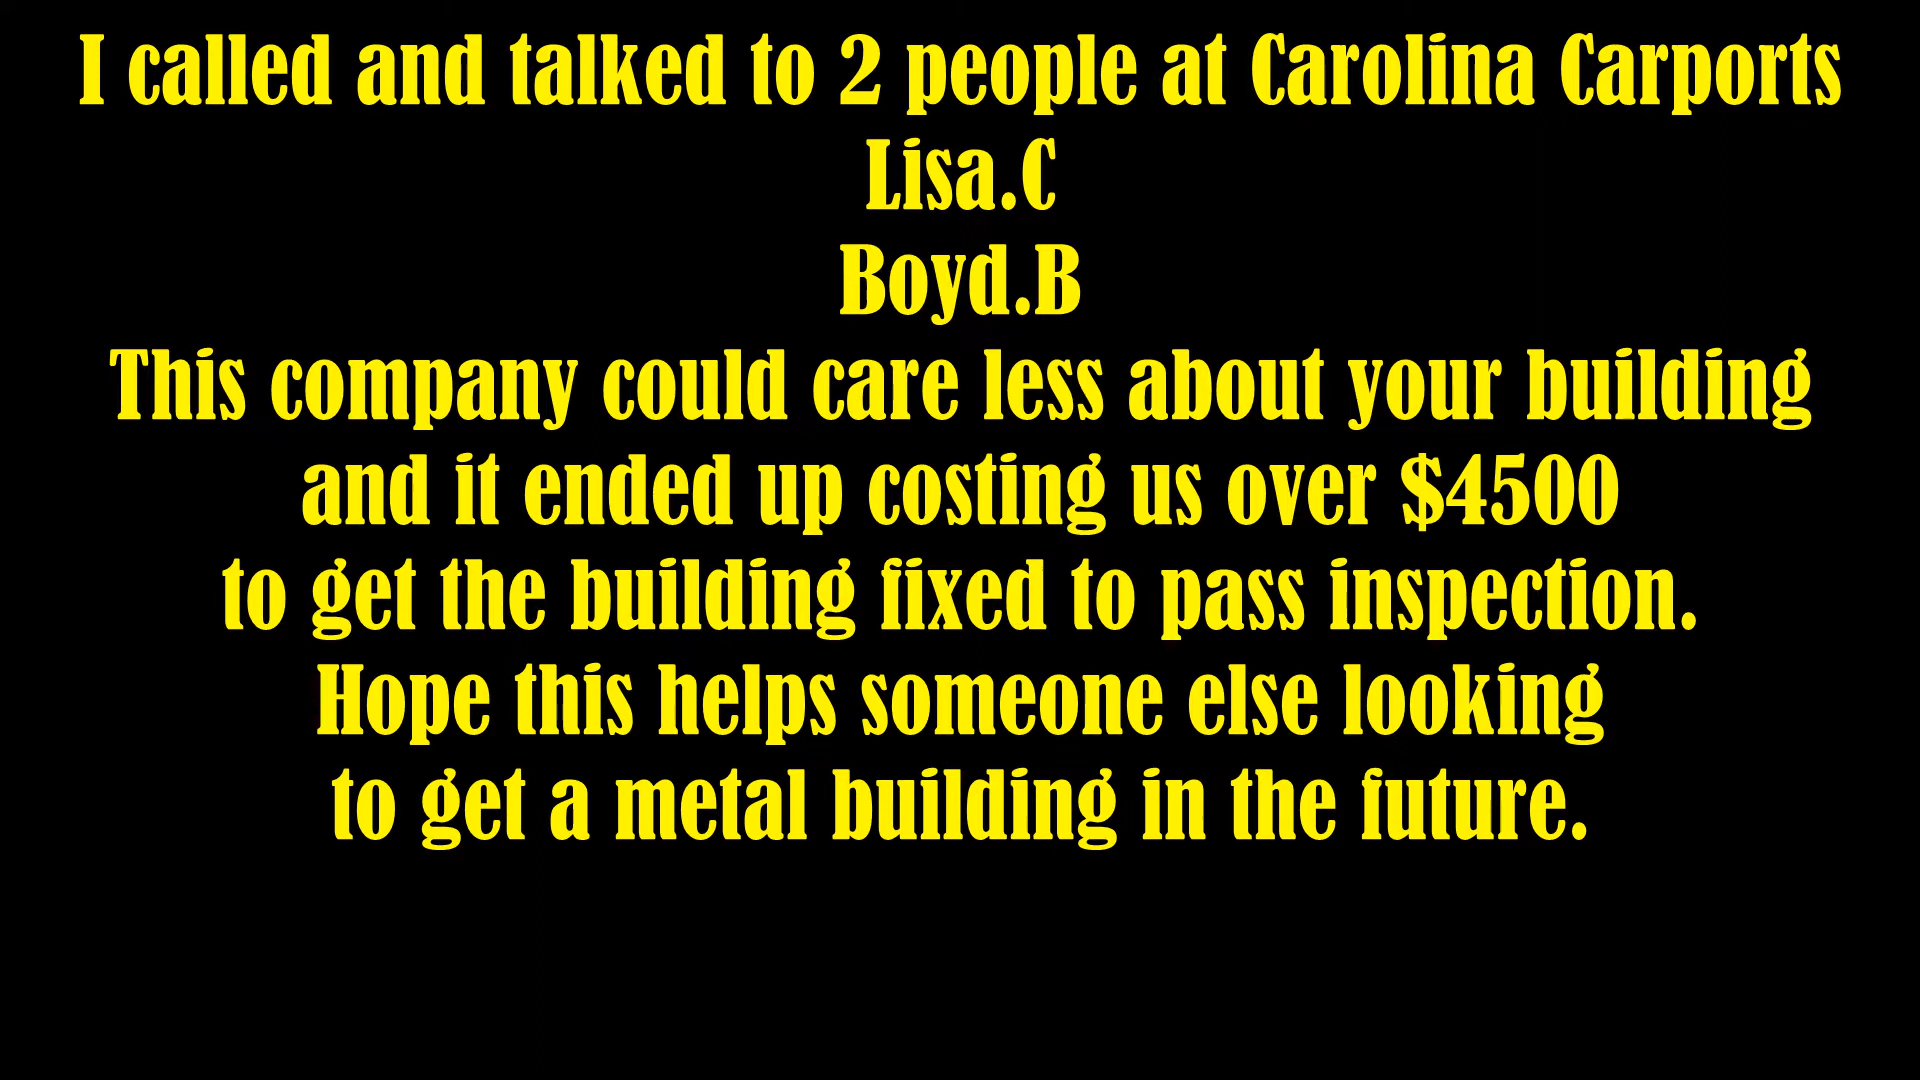 I called and talked to 2 people at Carolina Carports
Lisa.C
Boyd.B
This company could care less about your building
and it ended up costing us over $4500
to get the building fixed to pass inspection.
Hope this helps someone else looking
to get a metal building in the future.